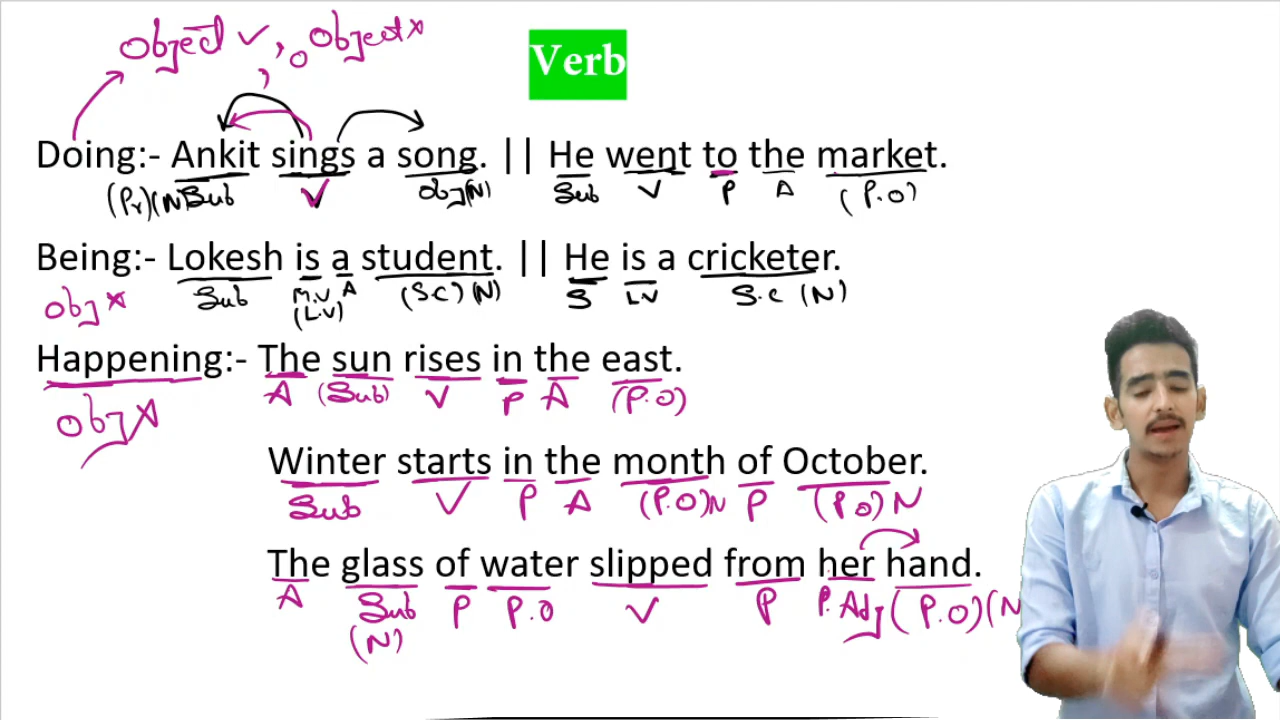 Object ✓, Object ×
Verb
Doing:- Ankit sings a song. || He went to the market.
(Pr)(N) Sub V Obj(N) Sub V P A (P.O)
Being:- Lokesh is a student. || He is a cricketer.
Obj × Sub M.V A (S.C) (N) S L.V S.C (N)
(L.V)
Happening:- The sun rises in the east.
Obj × A (Sub) V P A (P.O)
Winter starts in the month of October.
Sub V P A (P.O)N P (P.O) N
The glass of water slipped from her hand.
A Sub P P.O V P P.Adj (P.O)(N
(N)